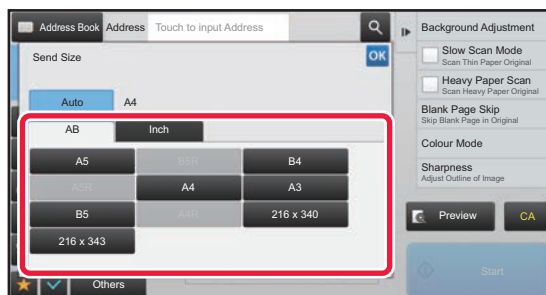 Address Book Address Touch to input Address
Send Size
OK
Auto A4
AB Inch
A5 B5R B4
A5R A4 A3
B5 A4R 216 x 340
216 x 343
Others
Background Adjustment
Slow Scan Mode
Scan Thin Paper Original
Heavy Paper Scan
Scan Heavy Paper Original
Blank Page Skip
Skip Blank Page in Original
Colour Mode
Sharpness
Adjust Outline of Image
Preview CA
Start